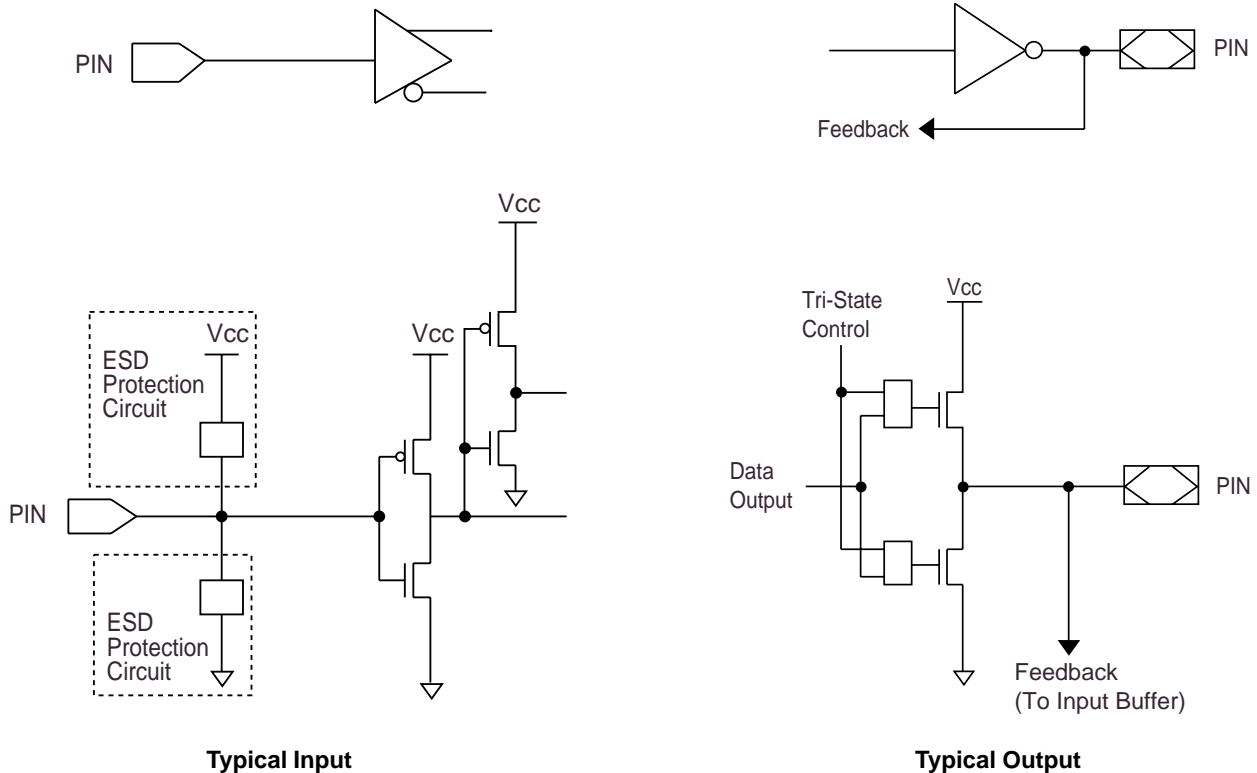 PIN
PIN
Feedback
Vcc
ESD
Protection
Circuit
Vcc
Vcc
PIN
ESD
Protection
Circuit
Typical Input
Tri-State
Control
Vcc
Data
Output
PIN
Feedback
(To Input Buffer)
Typical Output